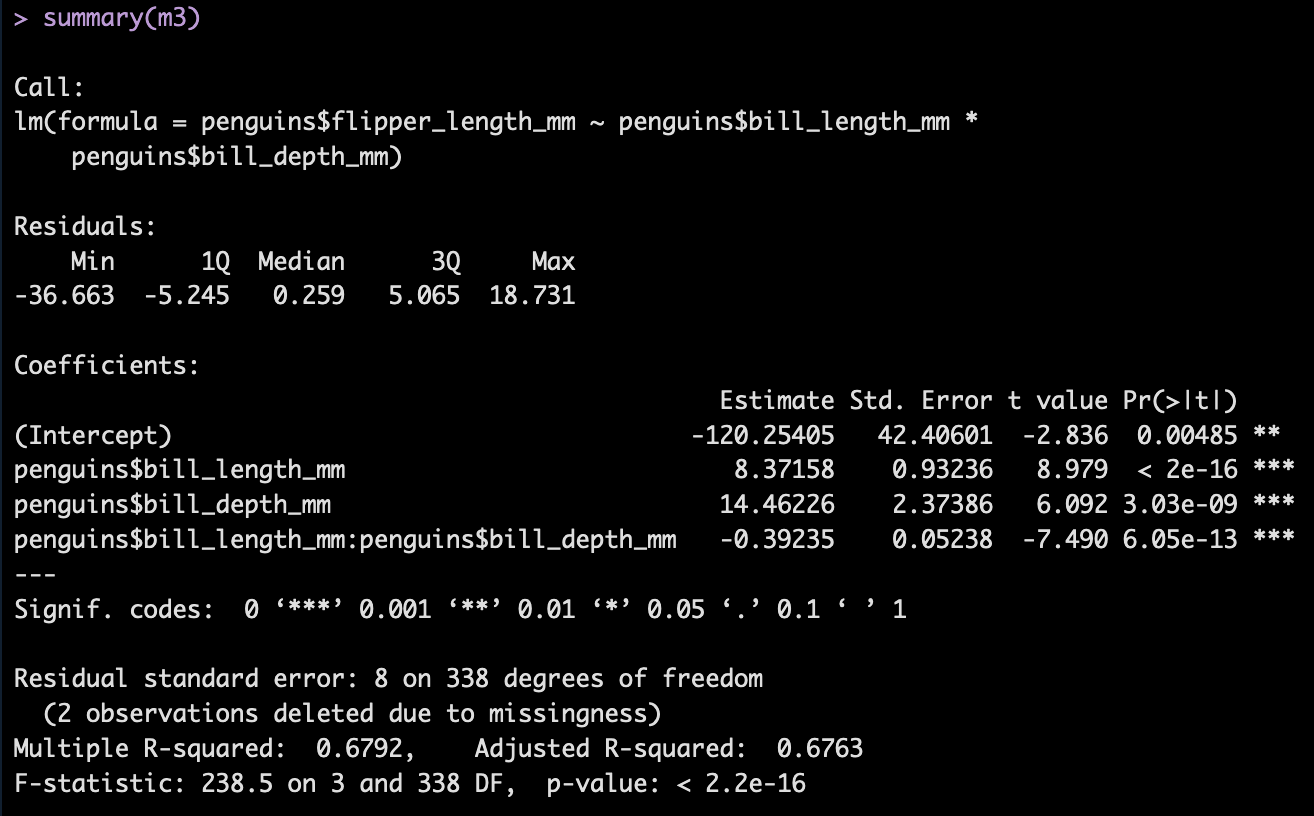 > summary(m3)
Call:
lm(formula = penguins$flipper_length_mm ~ penguins$bill_length_mm *
    penguins$bill_depth_mm)
Residuals:
    Min      1Q  Median      3Q     Max
-36.663  -5.245   0.259   5.065  18.731
Coefficients:
                                                 Estimate Std. Error t value Pr(>|t|)
(Intercept)                                    -120.25405   42.40601  -2.836  0.00485 **
penguins$bill_length_mm                           8.37158    0.93236   8.979  < 2e-16 ***
penguins$bill_depth_mm                           14.46226    2.37386   6.092 3.03e-09 ***
penguins$bill_length_mm:penguins$bill_depth_mm   -0.39235    0.05238  -7.490 6.05e-13 ***
---
Signif. codes:  0 ‘***’ 0.001 ‘**’ 0.01 ‘*’ 0.05 ‘.’ 0.1 ‘ ’ 1
Residual standard error: 8 on 338 degrees of freedom
  (2 observations deleted due to missingness)
Multiple R-squared:  0.6792,    Adjusted R-squared:  0.6763
F-statistic: 238.5 on 3 and 338 DF,  p-value: < 2.2e-16